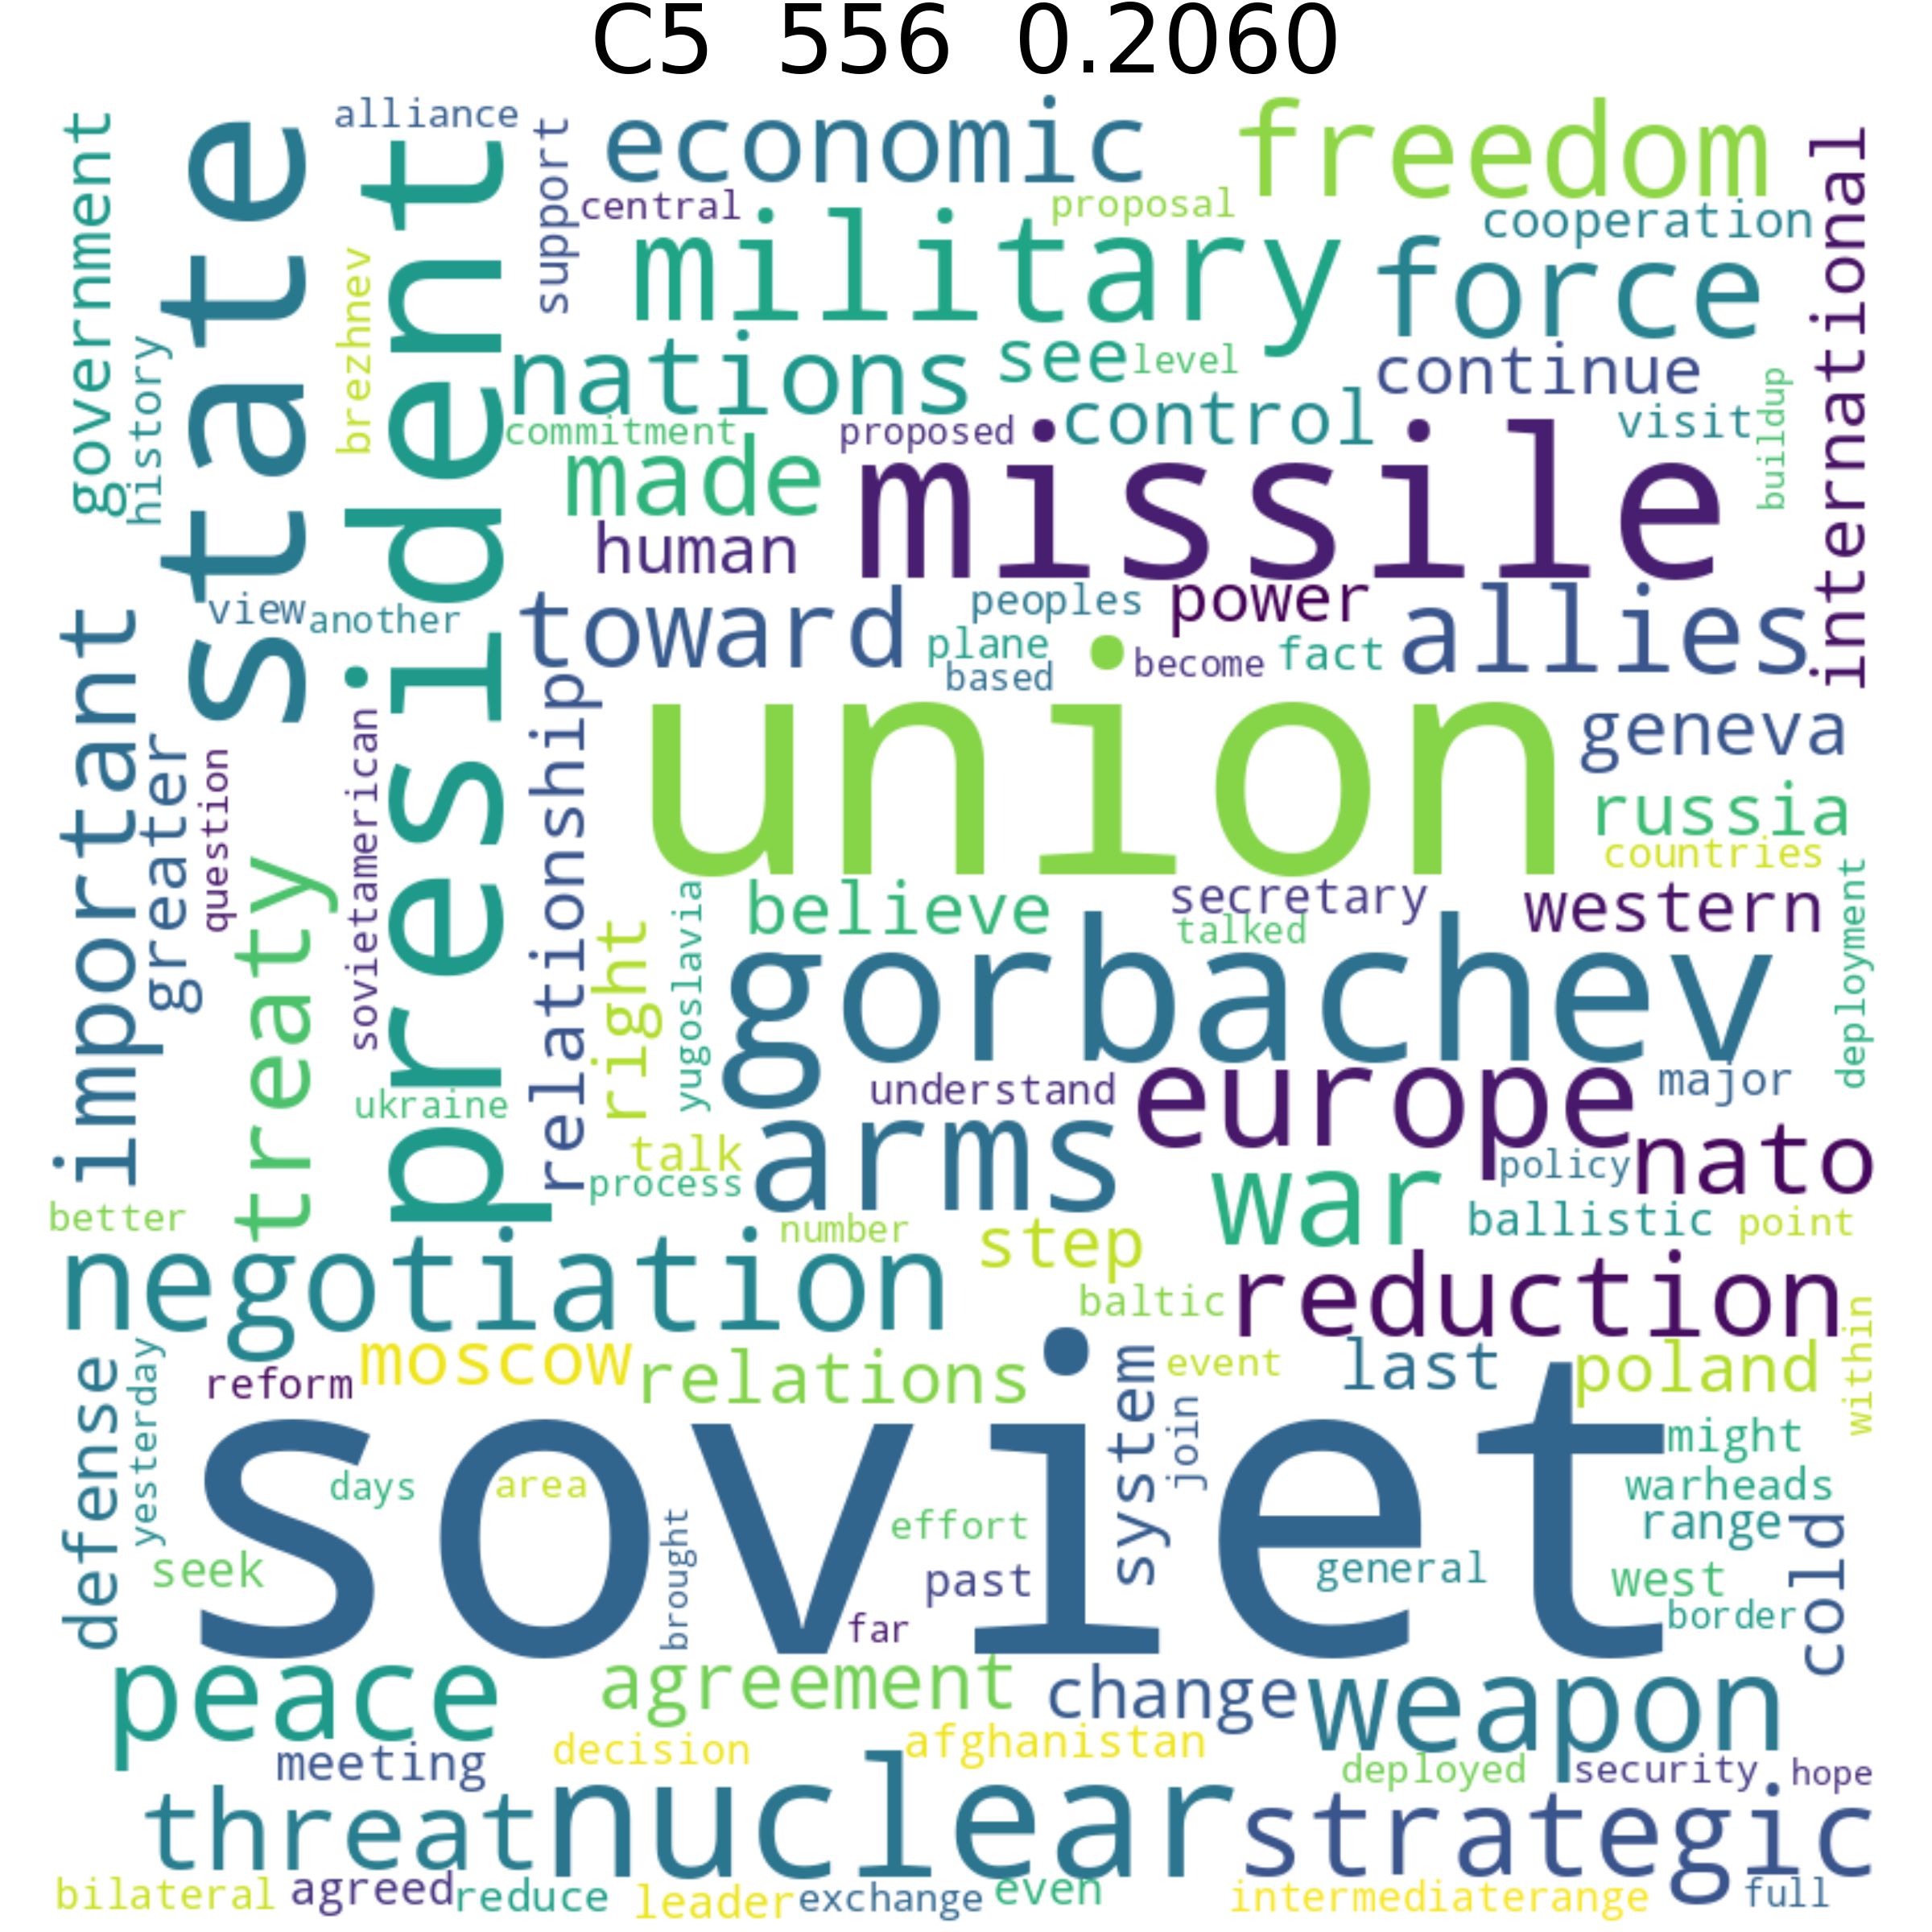 C5 556 0.2060
alliance
economic
freedom
government
state
president
support
central
proposal
cooperation
international
military
force
brezhnev
history
nations
see
level
continue
commitment
proposed
control
visit
buildup
made
missile
human
view
another
toward
peoples
power
plane
based
become
fact
allies
important
greater
question
sovietamerican
relationship
union
geneva
russia
countries
treaty
believe
secretary
talked
western
deployment
right
yugoslavia
gorbachev
ukraine
understand
europe
major
talk
process
arms
policy
nato
war
better
number
step
ballistic
point
negotiation
baltic
reduction
within
defense
yesterday
reform
moscow
relations
system
event
join
last
poland
soviet
might
days
area
warheads
effort
range
seek
brought
past
general
west
far
border
cold
peace
agreement
change
weapon
meeting
decision
afghanistan
deployed
security
hope
threat
nuclear
strategic
bilateral
agreed
reduce
leader
exchange
even
intermediaterange
full